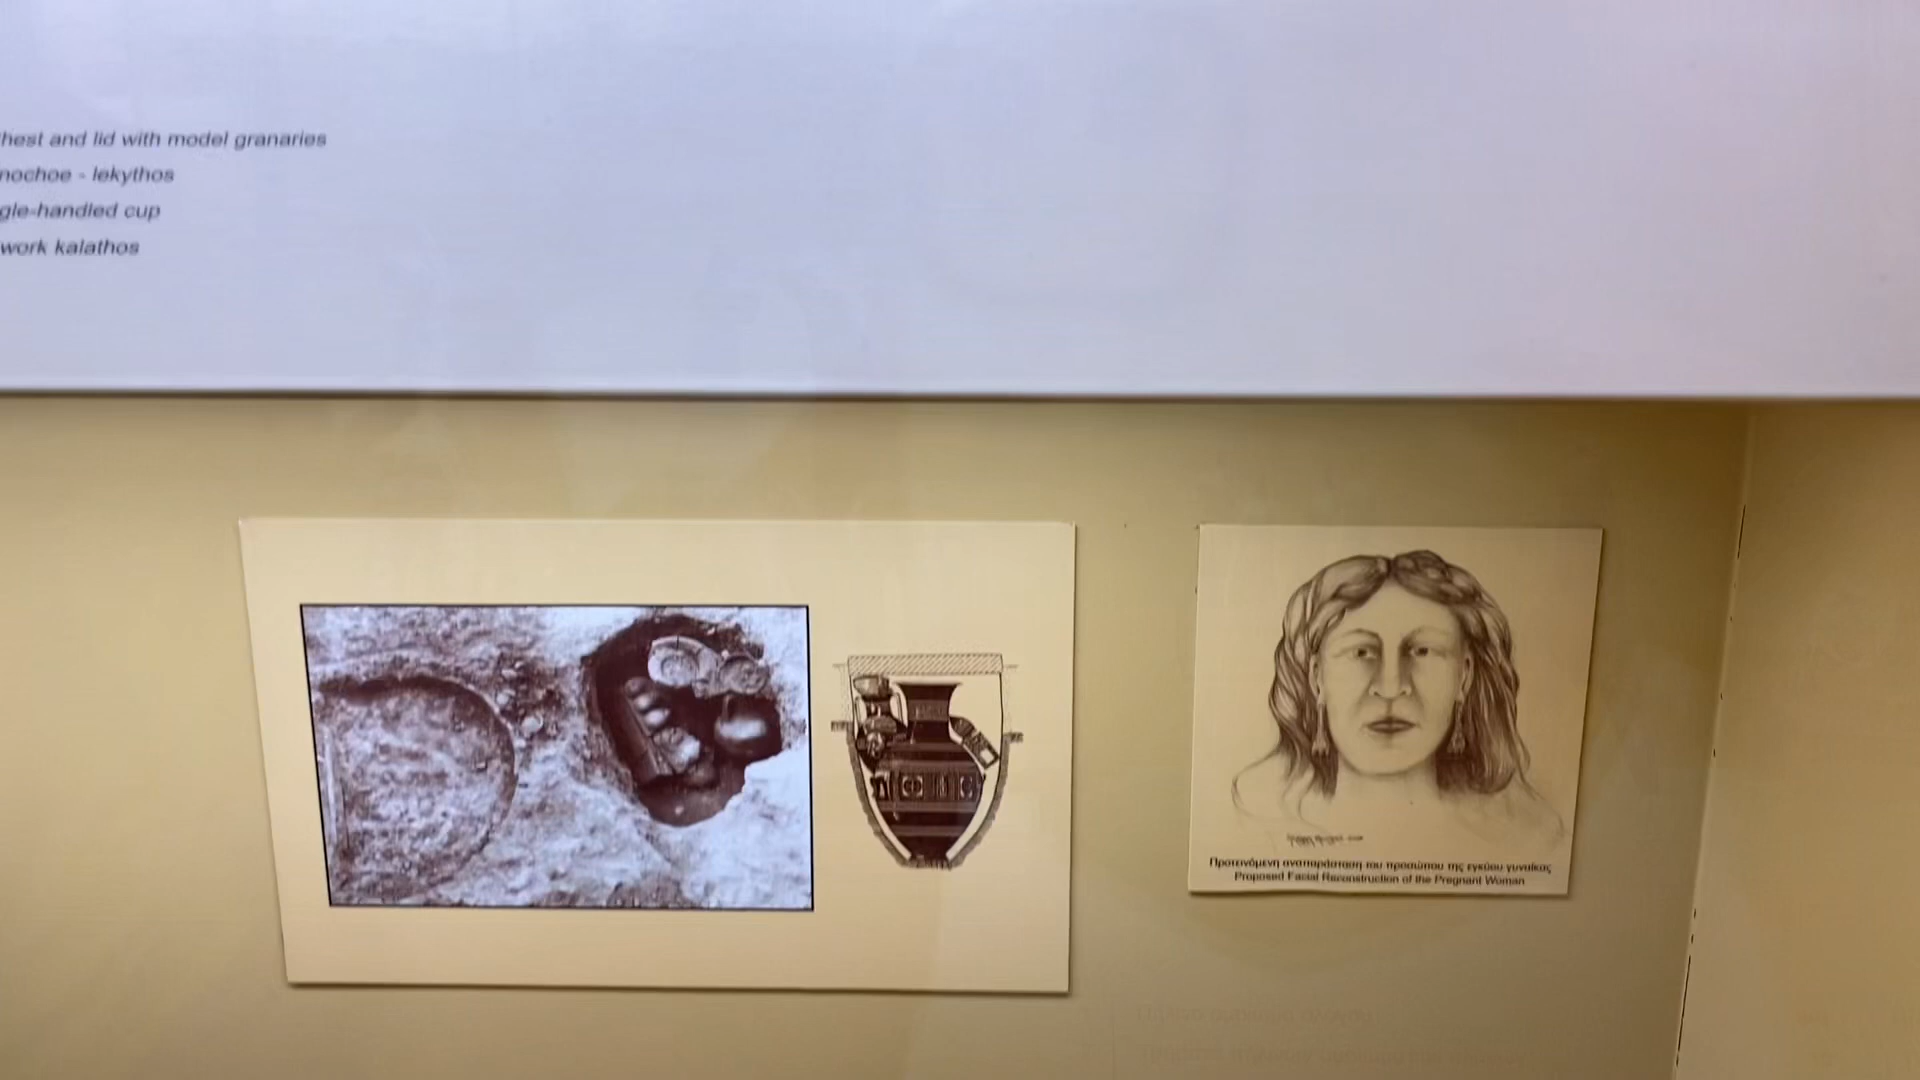 hest and lid with model granaries
nochoe - lekythos
gle-handled cup
work kalathos
Προτεινόμενη αναπαράσταση του προσώπου της εγκύου γυναίκας
Proposed Facial Reconstruction of the Pregnant Woman